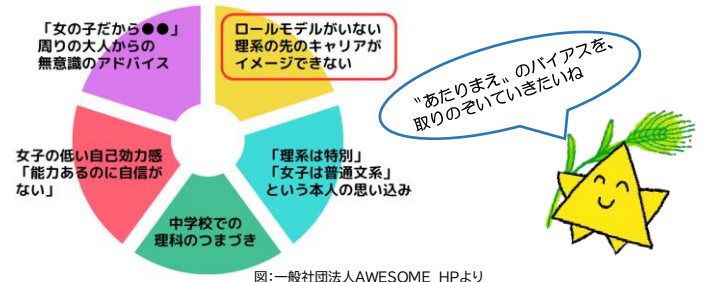 「女の子だから●●」
周りの大人からの
無意識のアドバイス
ロールモデルがいない
理系の先のキャリアが
イメージできない
〝あたりまえ〟のバイアスを、
取りのぞいていきたいね
女子の低い自己効力感
「能力あるのに自信が
ない」
「理系は特別」
「女子は普通文系」
という本人の思い込み
中学校での
理科のつまづき
図:一般社団法人AWESOME HPより